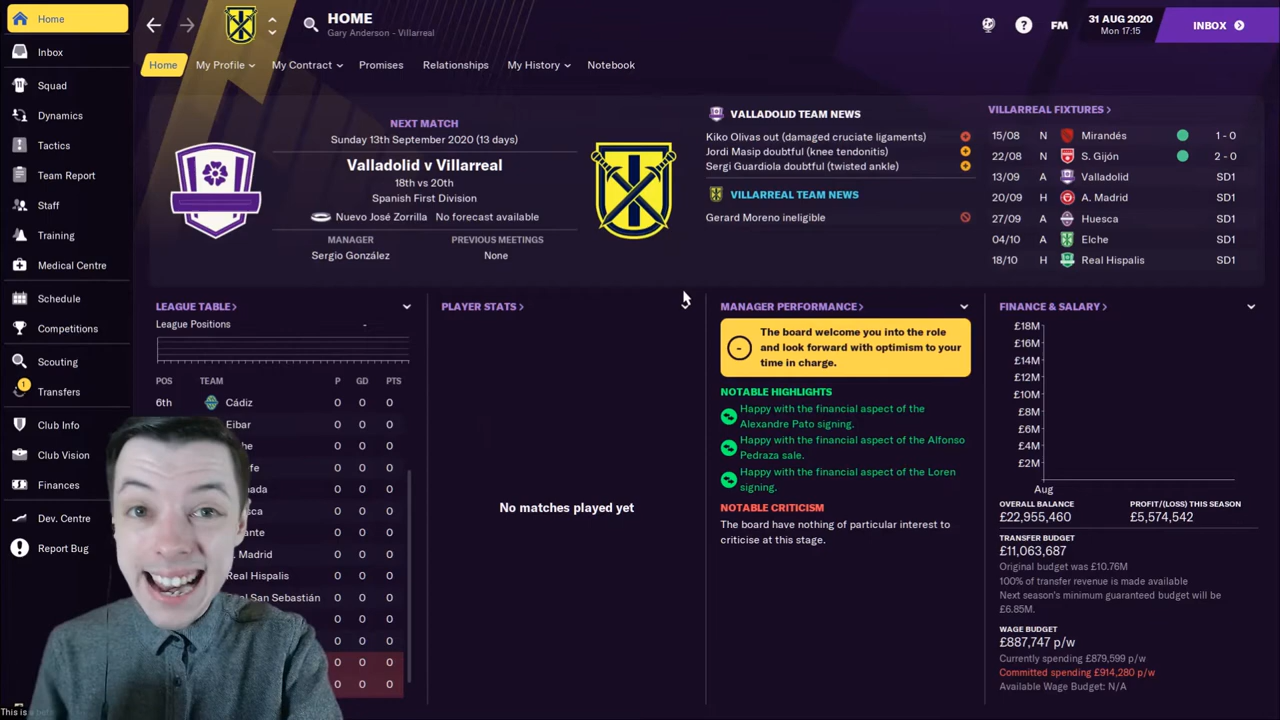 Home
Inbox
Squad
Dynamics
Tactics
Team Report
Staff
Training
Medical Centre
Schedule
Competitions
Scouting
1
Transfers
Club Info
Club Vision
Finances
Dev. Centre
Report Bug
This is
HOME
Gary Anderson - Villarreal
?
FM
31 AUG 2020
Mon 17:15
INBOX
Home
My Profile
My Contract
Promises
Relationships
My History
Notebook
NEXT MATCH
Sunday 13th September 2020 (13 days)
Valladolid v Villarreal
18th vs 20th
Spanish First Division
Nuevo José Zorrilla No forecast available
MANAGER
Sergio González
PREVIOUS MEETINGS
None
VALLADOLID TEAM NEWS
Kiko Olivas out (damaged cruciate ligaments)
Jordi Masip doubtful (knee tendonitis)
Sergi Guardiola doubtful (twisted ankle)
VILLARREAL TEAM NEWS
Gerard Moreno ineligible
VILLARREAL FIXTURES >
15/08 N Mirandés 1 - 0
22/08 N S. Gijón 2 - 0
13/09 A Valladolid SD1
20/09 H A. Madrid SD1
27/09 A Huesca SD1
04/10 A Elche SD1
18/10 H Real Hispalis SD1
LEAGUE TABLE >
League Positions -
POS TEAM P GD PTS
6th Cádiz 0 0 0
Eibar 0 0 0
he 0 0 0
fe 0 0 0
nada 0 0 0
sca 0 0 0
ante 0 0 0
. Madrid 0 0 0
Real Hispalis 0 0 0
al San Sebastián 0 0 0
0 0 0
0 0 0
0 0 0
0 0 0
PLAYER STATS >
No matches played yet
MANAGER PERFORMANCE >
The board welcome you into the role
and look forward with optimism to your
time in charge.
NOTABLE HIGHLIGHTS
Happy with the financial aspect of the
Alexandre Pato signing.
Happy with the financial aspect of the Alfonso
Pedraza sale.
Happy with the financial aspect of the Loren
signing.
NOTABLE CRITICISM
The board have nothing of particular interest to
criticise at this stage.
FINANCE & SALARY >
£18M
£16M
£14M
£12M
£10M
£8M
£6M
£4M
£2M
Aug
OVERALL BALANCE
£22,955,460
PROFIT/(LOSS) THIS SEASON
£5,574,542
TRANSFER BUDGET
£11,063,687
Original budget was £10.76M
100% of transfer revenue is made available
Next season's minimum guaranteed budget will be
£6.85M.
WAGE BUDGET
£887,747 p/w
Currently spending £879,599 p/w
Committed spending £914,280 p/w
Available Wage Budget: N/A